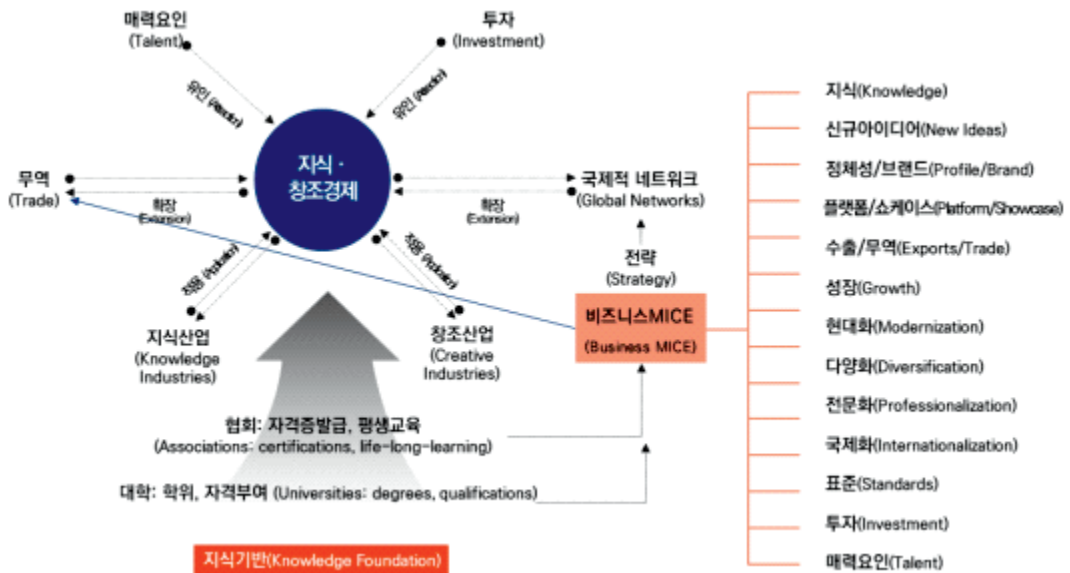 매력요인
(Talent)
투자
(Investment)
유인 (Attraction)
유인 (Attraction)
지식 ·
창조경제
무역
(Trade)
확장
(Extension)
확장
(Extension)
국제적 네트워크
(Global Networks)
적용 (Application)
적용 (Application)
전략
(Strategy)
지식산업
(Knowledge
Industries)
창조산업
(Creative
Industries)
비즈니스MICE
(Business MICE)
협회: 자격증발급, 평생교육
(Associations: certifications, life-long-learning)
대학: 학위, 자격부여 (Universities: degrees, qualifications)
지식기반(Knowledge Foundation)
지식(Knowledge)
신규아이디어(New Ideas)
정체성/브랜드(Profile/Brand)
플랫폼/쇼케이스(Platform/Showcase)
수출/무역(Exports/Trade)
성장(Growth)
현대화(Modernization)
다양화(Diversification)
전문화(Professionalization)
국제화(Internationalization)
표준(Standards)
투자(Investment)
매력요인(Talent)